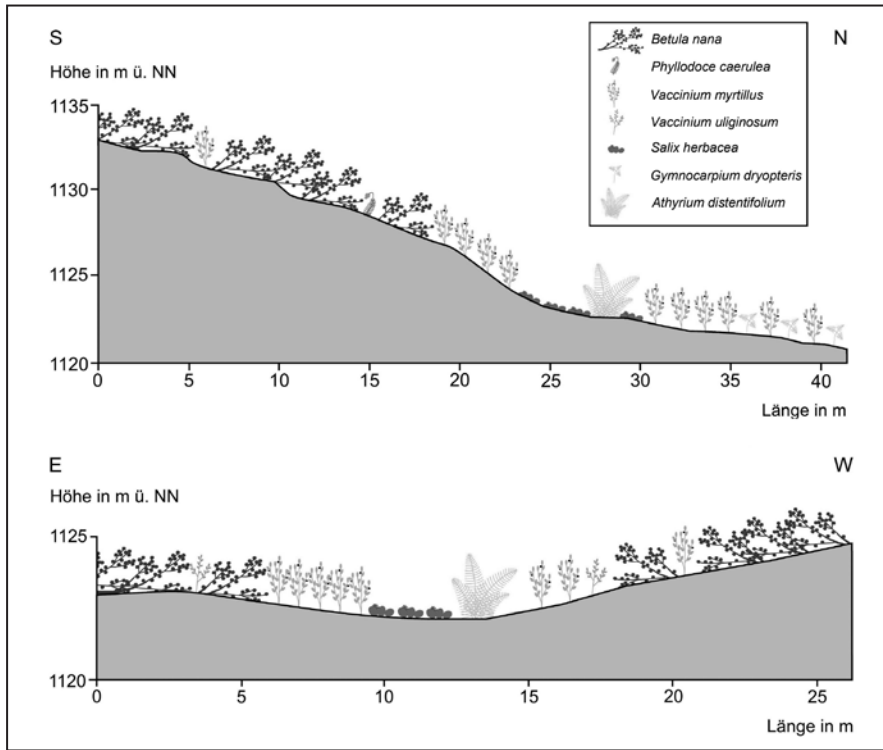 S
N
Höhe in m ü. NN
Betula nana
Phyllodoce caerulea
Vaccinium myrtillus
Vaccinium uliginosum
Salix herbacea
Gymnocarpium dryopteris
Athyrium distentifolium
1135
1130
1125
1120
0 5 10 15 20 25 30 35 40
Länge in m
E
W
Höhe in m ü. NN
1125
1120
0 5 10 15 20 25
Länge in m